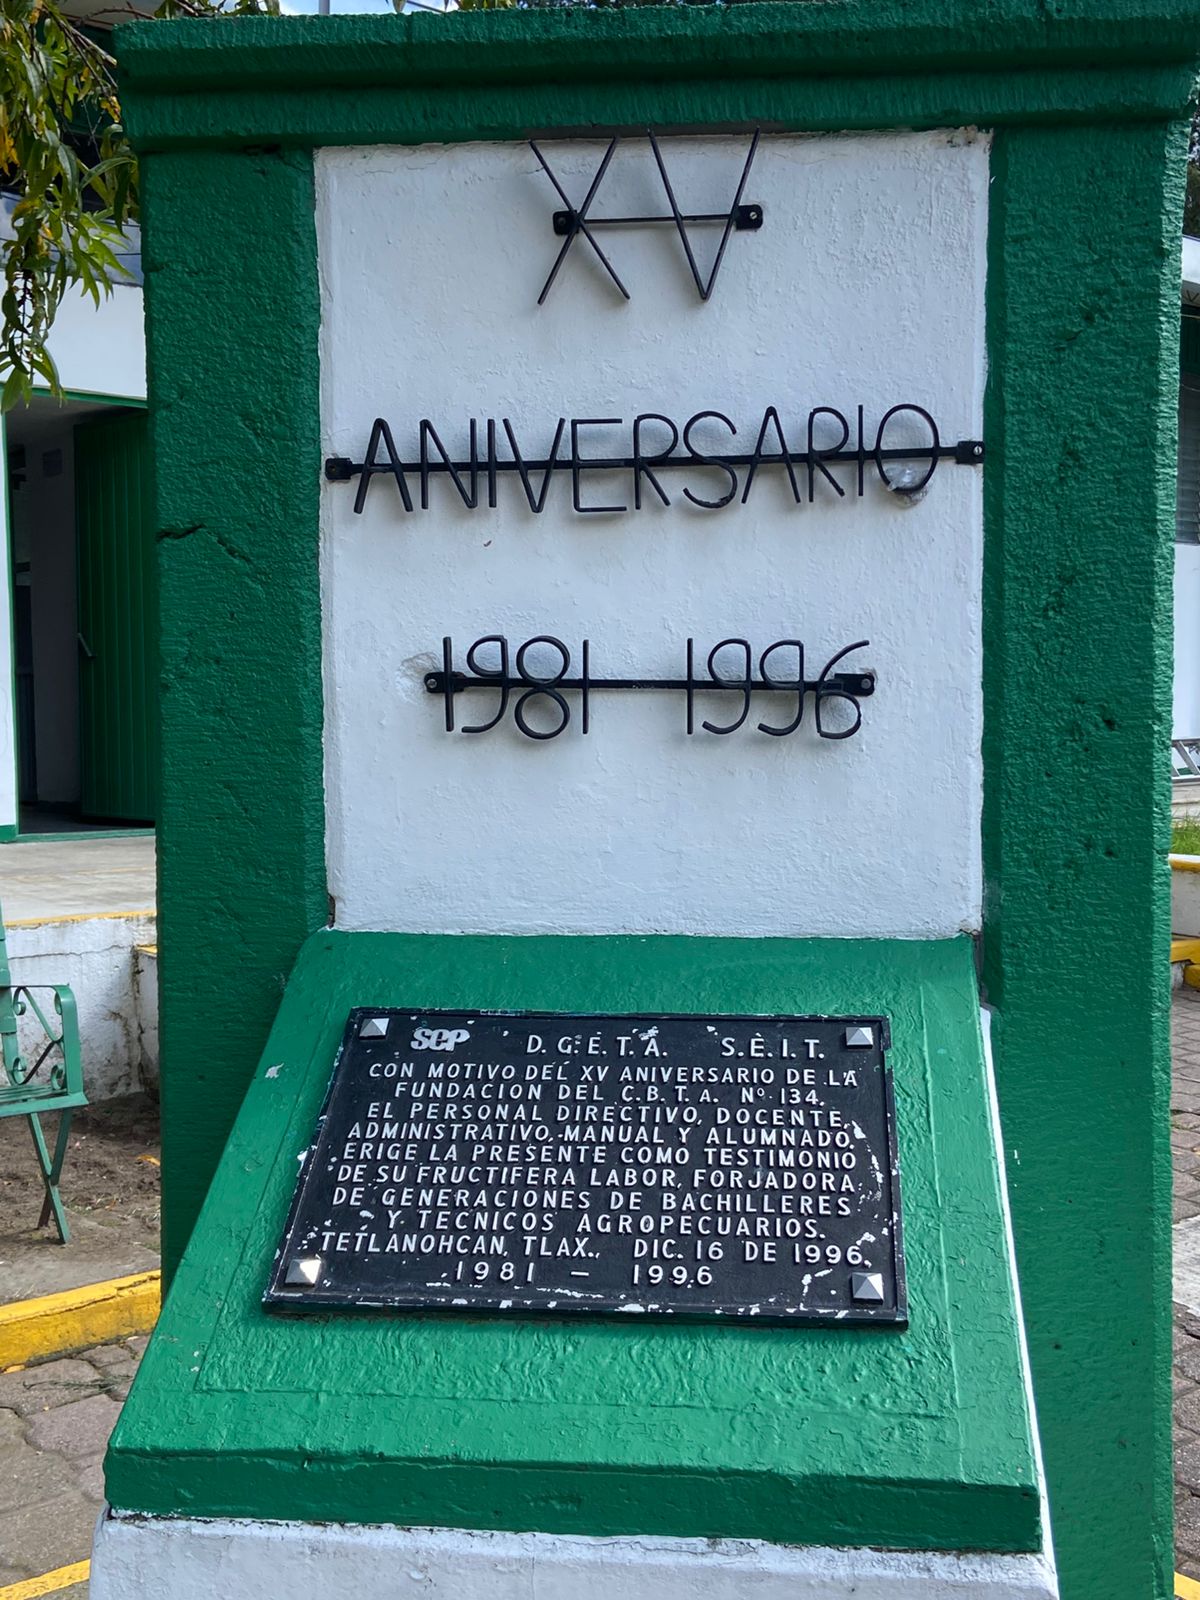 XV
ANIVERSARIO
1981 1996
SEP D.G.E.T.A. S.E.I.T.
CON MOTIVO DEL XV ANIVERSARIO DE LA
FUNDACION DEL C.B.T.a. Nº 134.
EL PERSONAL DIRECTIVO, DOCENTE,
ADMINISTRATIVO, MANUAL Y ALUMNADO,
ERIGE LA PRESENTE COMO TESTIMONIO
DE SU FRUCTIFERA LABOR, FORJADORA
DE GENERACIONES DE BACHILLERES
Y TECNICOS AGROPECUARIOS.
TETLANOHCAN, TLAX., DIC. 16 DE 1996.
1981 — 1996